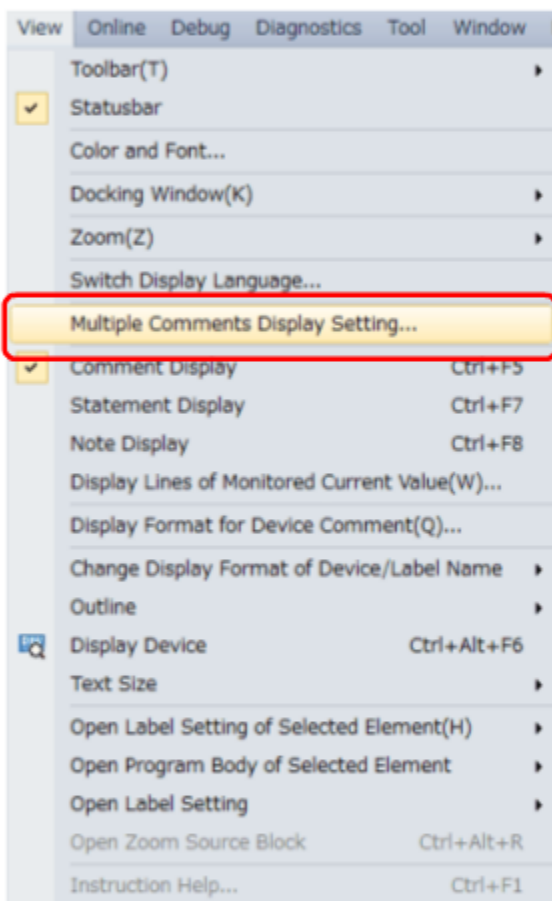 View Online Debug Diagnostics Tool Window
Toolbar(T)
Statusbar
Color and Font...
Docking Window(K)
Zoom(Z)
Switch Display Language...
Multiple Comments Display Setting...
Comment Display Ctrl+F5
Statement Display Ctrl+F7
Note Display Ctrl+F8
Display Lines of Monitored Current Value(W)...
Display Format for Device Comment(Q)...
Change Display Format of Device/Label Name
Outline
Display Device Ctrl+Alt+F6
Text Size
Open Label Setting of Selected Element(H)
Open Program Body of Selected Element
Open Label Setting
Open Zoom Source Block Ctrl+Alt+R
Instruction Help... Ctrl+F1